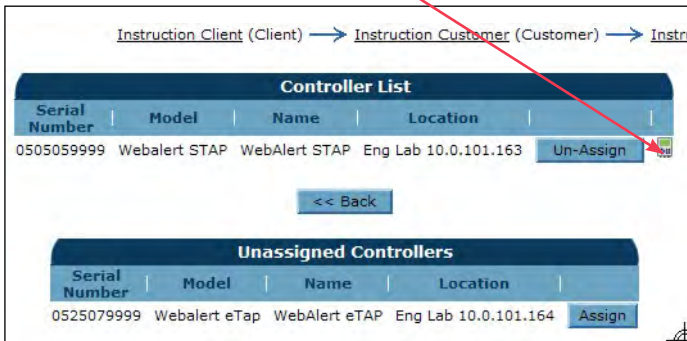 Instruction Client (Client) Instruction Customer (Customer)
Controller List
Serial Number Model Name Location
0505059999 Webalert STAP WebAlert STAP Eng Lab 10.0.101.163 Un-Assign
<< Back
Unassigned Controllers
Serial Number Model Name Location
0525079999 Webalert eTap WebAlert eTAP Eng Lab 10.0.101.164 Assign